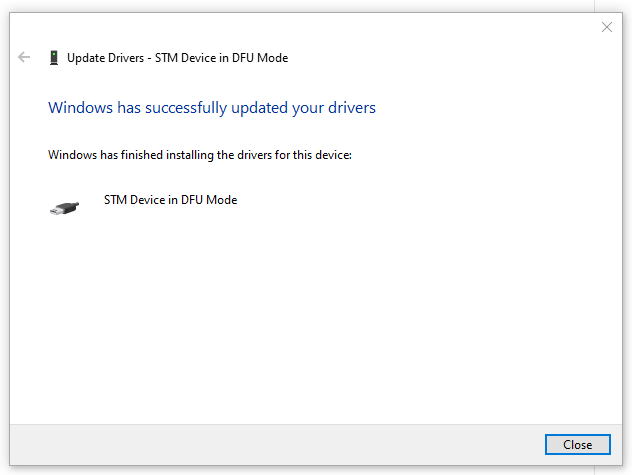 Update Drivers - STM Device in DFU Mode
Windows has successfully updated your drivers
Windows has finished installing the drivers for this device:
STM Device in DFU Mode
Close